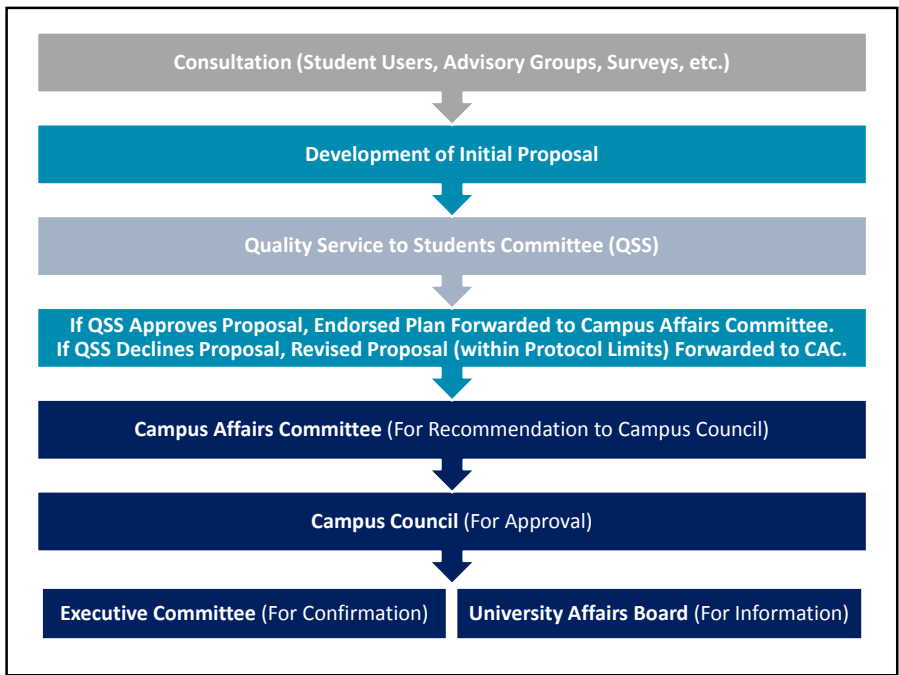 Consultation (Student Users, Advisory Groups, Surveys, etc.)
Development of Initial Proposal
Quality Service to Students Committee (QSS)
If QSS Approves Proposal, Endorsed Plan Forwarded to Campus Affairs Committee.
If QSS Declines Proposal, Revised Proposal (within Protocol Limits) Forwarded to CAC.
Campus Affairs Committee (For Recommendation to Campus Council)
Campus Council (For Approval)
Executive Committee (For Confirmation)
University Affairs Board (For Information)